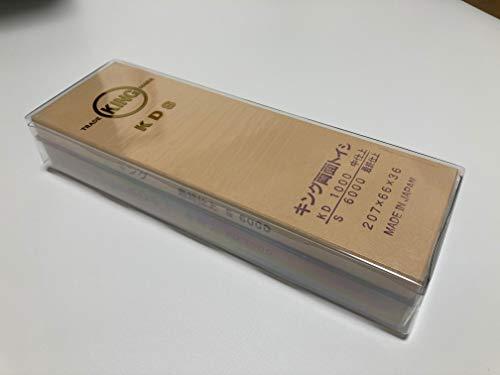 TRADE KING MARK
KDS
キング両面トイシ
KD 1000 中仕上
S 6000 最終仕上
207×66×36
MADE IN JAPAN